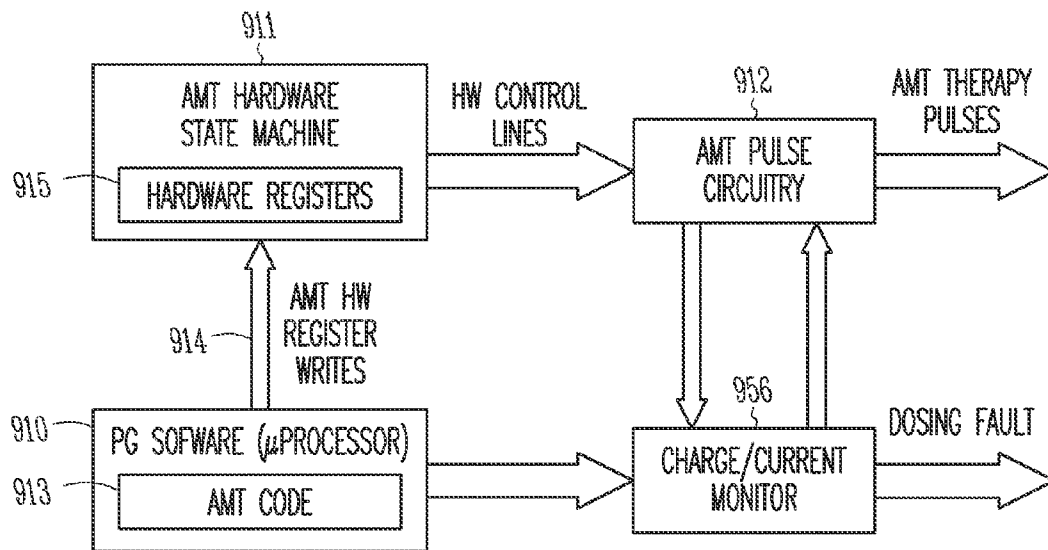 911
AMT HARDWARE
STATE MACHINE
915
HARDWARE REGISTERS
HW CONTROL
LINES
912
AMT PULSE
CIRCUITRY
AMT THERAPY
PULSES
914
AMT HW
REGISTER
WRITES
910
PG SOFWARE (μPROCESSOR)
913
AMT CODE
956
CHARGE/CURRENT
MONITOR
DOSING FAULT